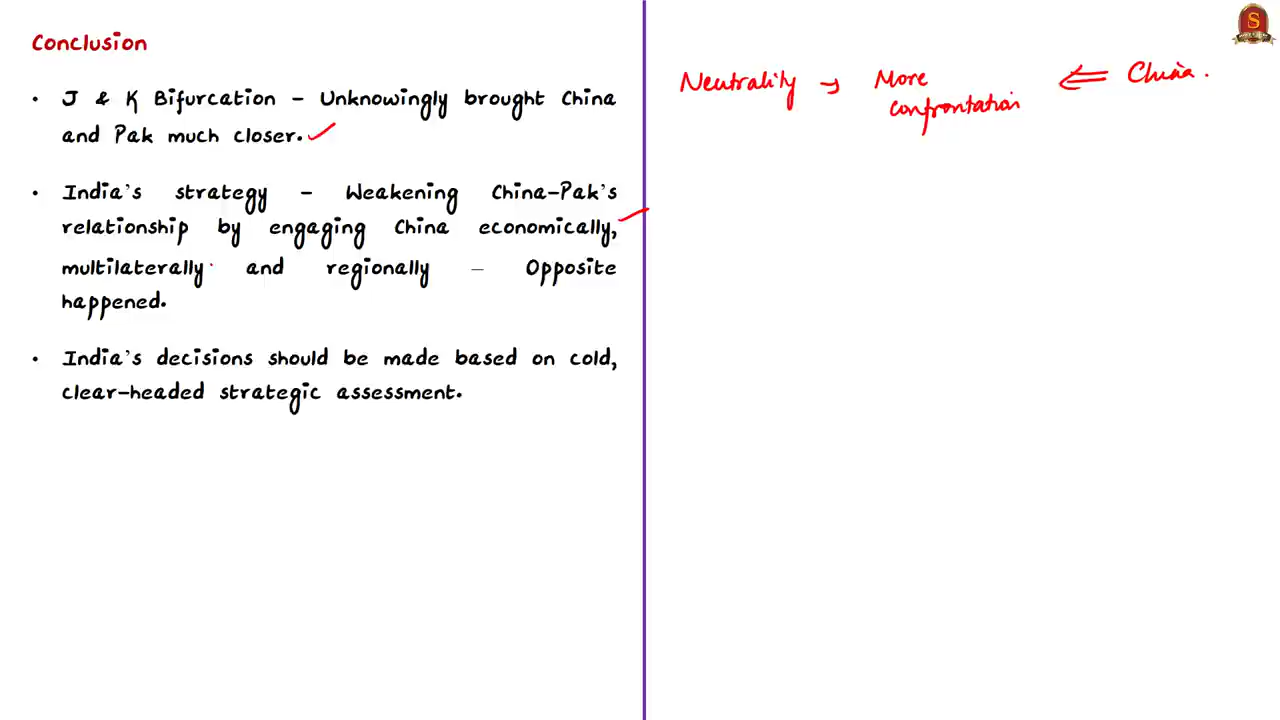 Conclusion
• J & K Bifurcation – Unknowingly brought China
and Pak much closer.
• India's strategy – Weakening China-Pak's
relationship by engaging China economically,
multilaterally and regionally – Opposite
happened.
• India's decisions should be made based on cold,
clear-headed strategic assessment.
Neutrality → More ⇐ China.
confrontation
S